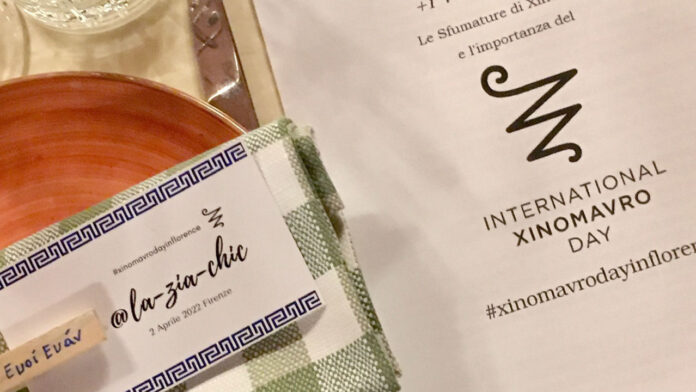 #xinomavrodayinflorence
@la-zia-chic
2 Aprile 2022 Firenze
Ευοί Ευάν
Le Sfumature di
e l'importanza del
INTERNATIONAL
XINOMAVRO
DAY
#xinomavrodayinflorence